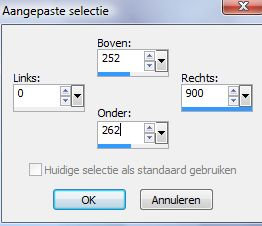 Aangepaste selectie
Boven:
252
Links:
0
Rechts:
900
Onder:
262
Huidige selectie als standaard gebruiken
OK
Annuleren